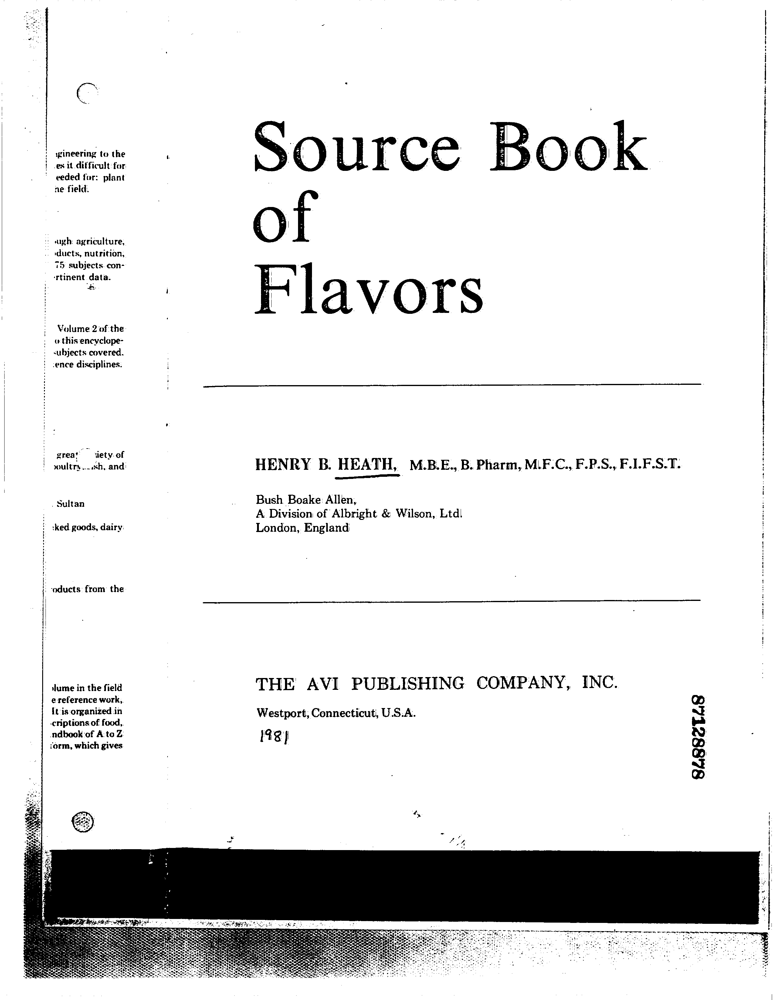 gineering to the
es it difficult for
eeded for: plant
ne field.
ugh agriculture,
ducts, nutrition,
75 subjects con-
rtinent data.
Volume 2 of the
o this encyclope-
ubjects covered.
ence disciplines.
great iety of
oultry sh, and
Sultan
ked goods, dairy
oducts from the
lume in the field
e reference work,
It is organized in
criptions of food,
ndbook of A to Z
orm, which gives
Source Book
of
Flavors
HENRY B. HEATH, M.B.E., B. Pharm, M.F.C., F.P.S., F.I.F.S.T.
Bush Boake Allen,
A Division of Albright & Wilson, Ltd.
London, England
THE AVI PUBLISHING COMPANY, INC.
Westport, Connecticut, U.S.A.
1981
87128878